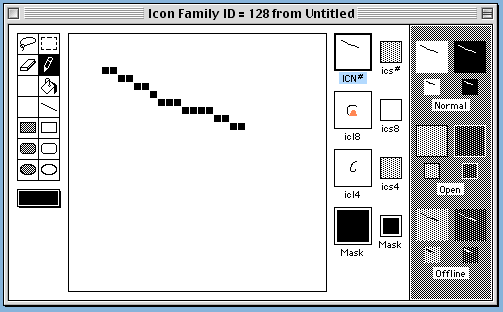 Icon Family ID = 128 from Untitled
ICN#
ics#
Normal
icl8
ics8
icl4
ics4
Open
Mask
Mask
Offline